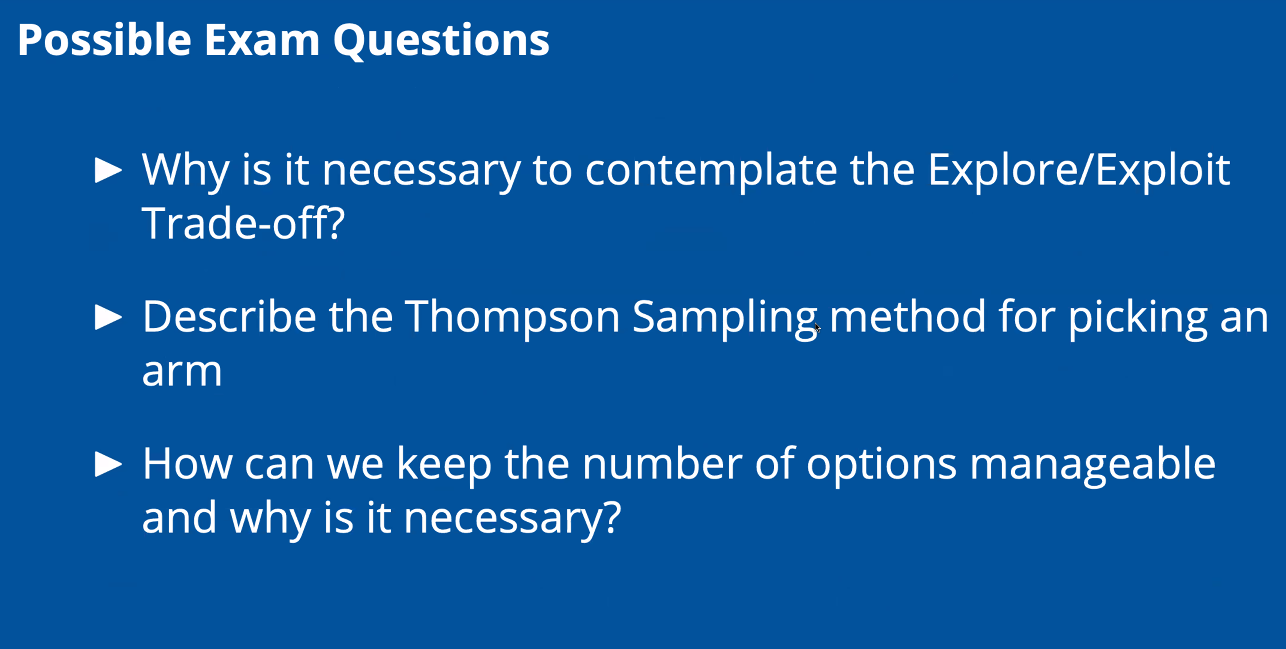 Possible Exam Questions
▶ Why is it necessary to contemplate the Explore/Exploit
Trade-off?
▶ Describe the Thompson Sampling method for picking an
arm
▶ How can we keep the number of options manageable
and why is it necessary?